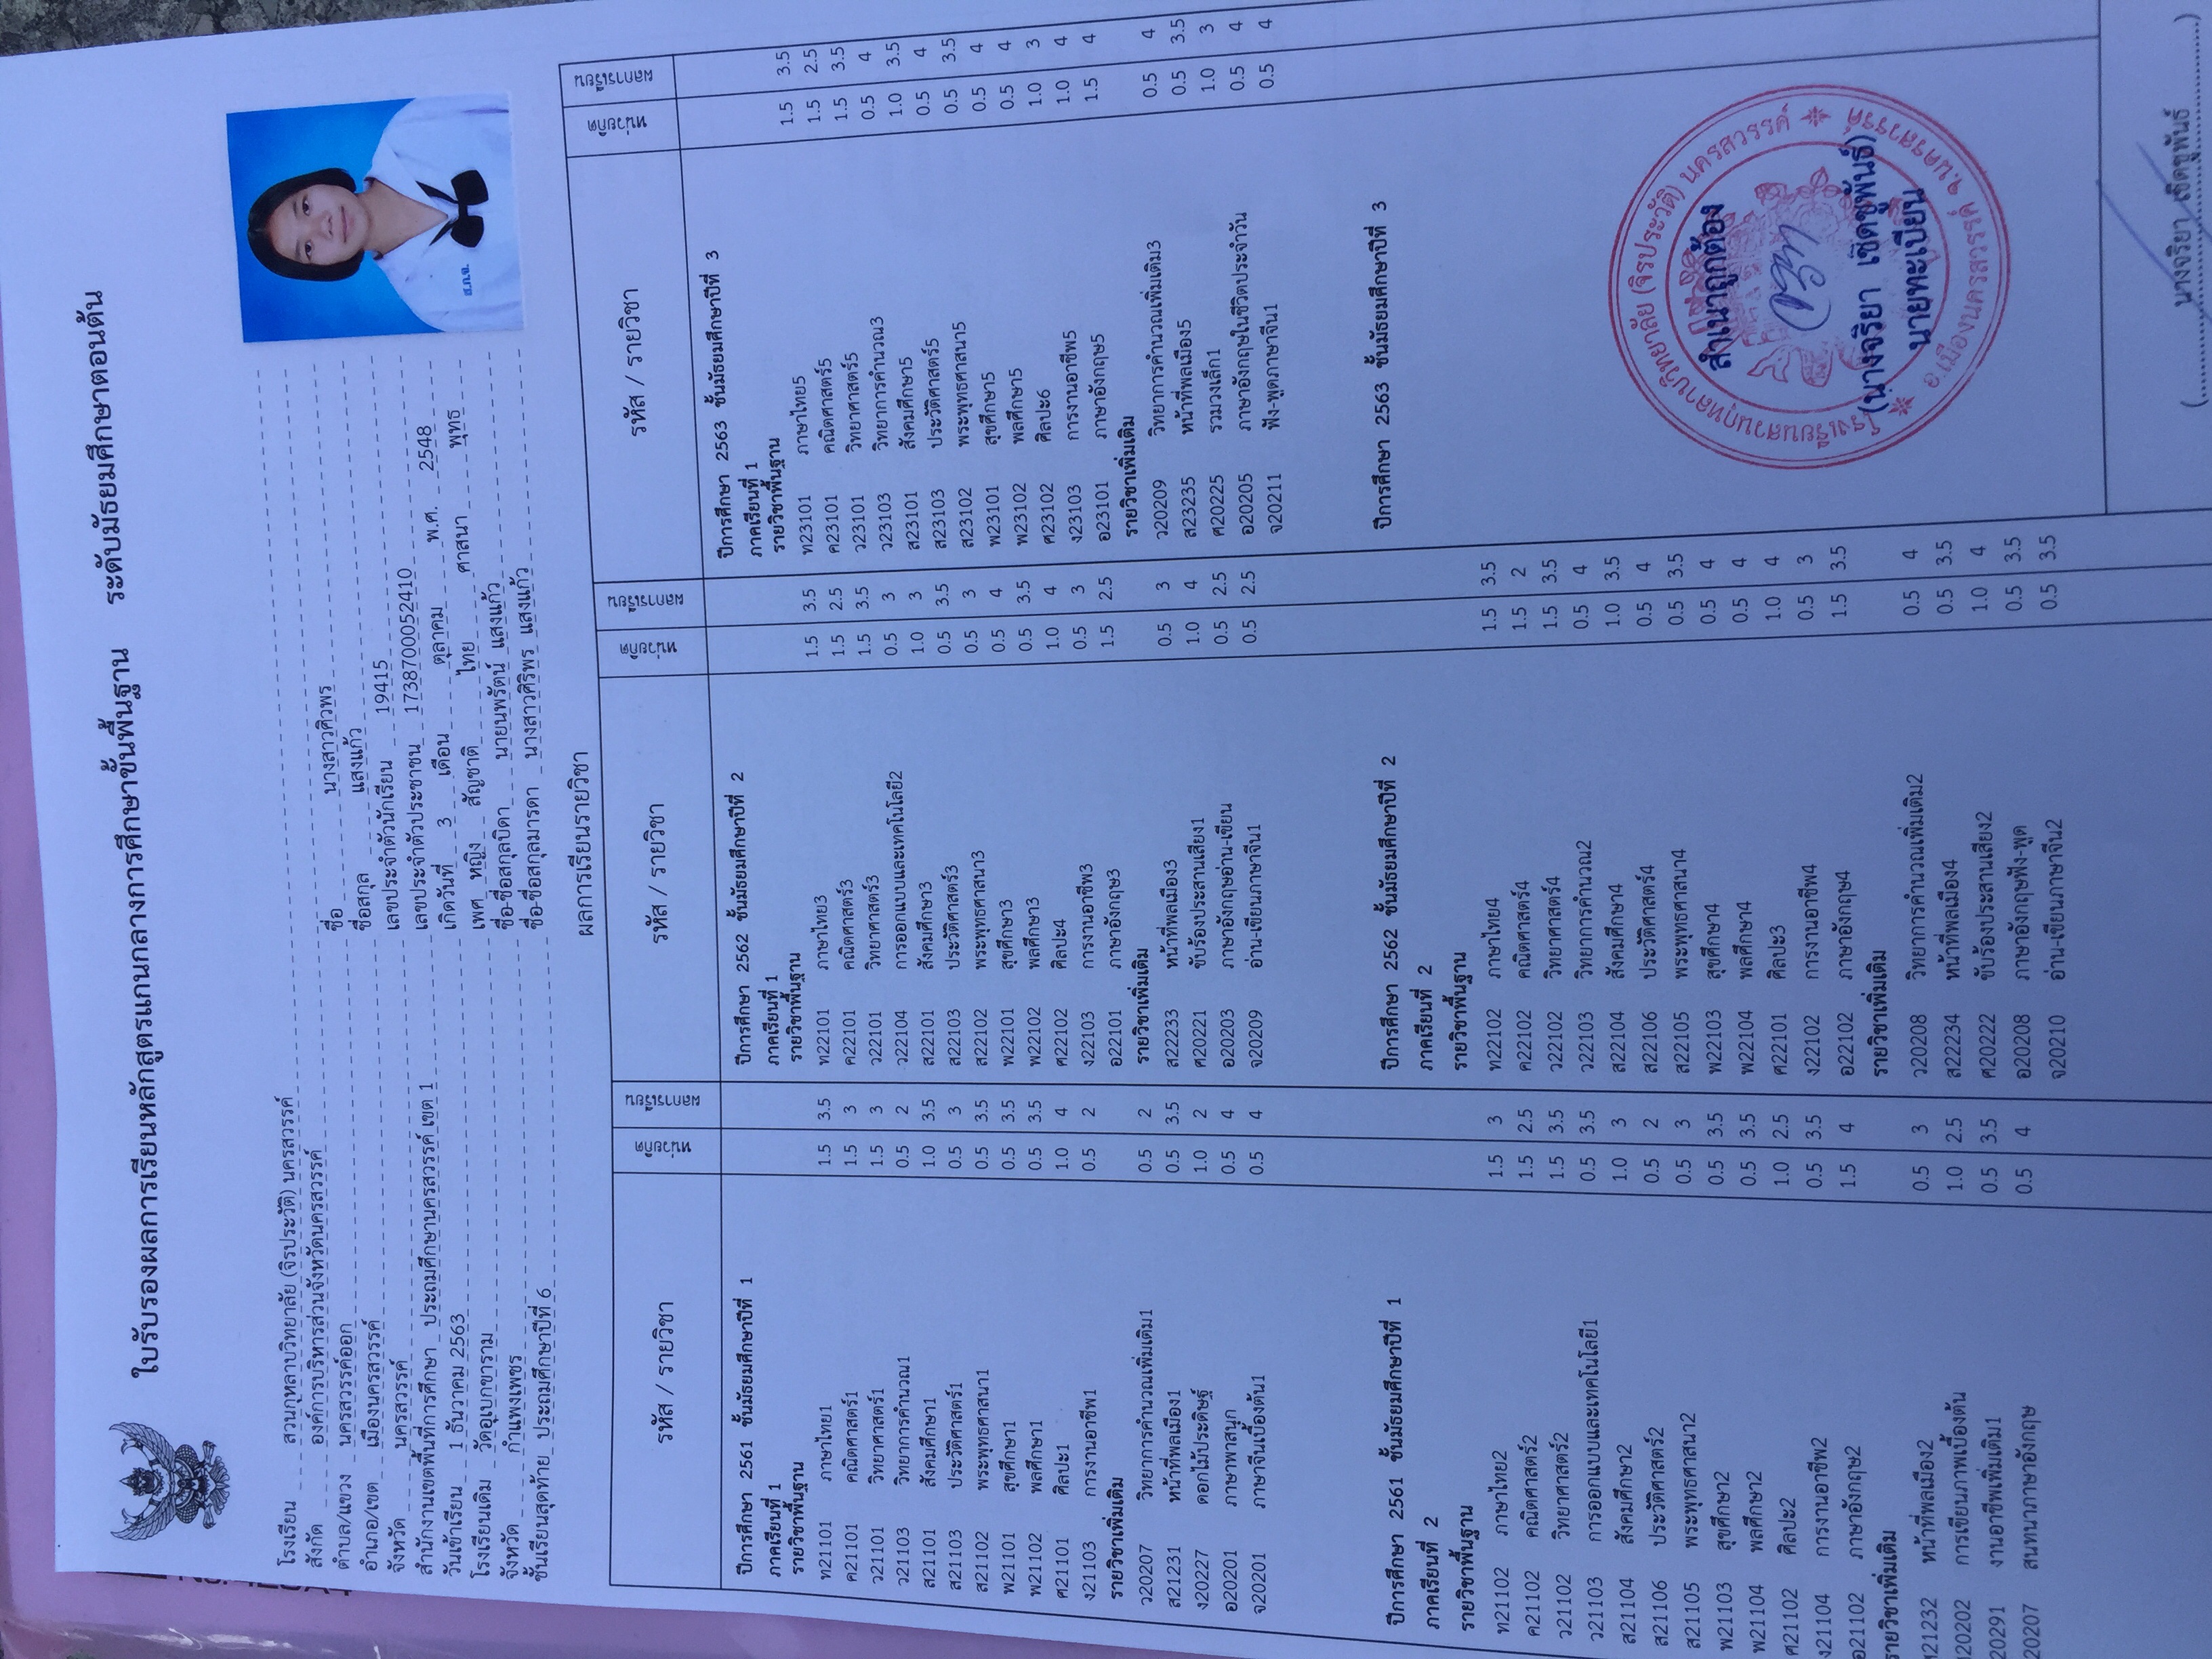 ใบรับรองผลการเรียนหลักสูตรแกนกลางการศึกษาขั้นพื้นฐาน ระดับมัธยมศึกษาตอนต้น
โรงเรียน สวนกุหลาบวิทยาลัย (จิรประวัติ) นครสวรรค์
สังกัด องค์การบริหารส่วนจังหวัดนครสวรรค์
ตำบล/แขวง นครสวรรค์ออก
อำเภอ/เขต เมืองนครสวรรค์
จังหวัด นครสวรรค์
สำนักงานเขตพื้นที่การศึกษา ประถมศึกษานครสวรรค์ เขต 1
วันเข้าเรียน 1 ธันวาคม 2563
โรงเรียนเดิม วัดอุเบกขาราม
จังหวัด กำแพงเพชร
ชั้นเรียนสุดท้าย ประถมศึกษาปีที่ 6
ชื่อ นางสาวศิวพร
ชื่อสกุล แสงแก้ว
เลขประจำตัวนักเรียน 19415
เลขประจำตัวประชาชน 1738700052410
เกิดวันที่ 3 เดือน ตุลาคม พ.ศ. 2548
เพศ หญิง สัญชาติ ไทย ศาสนา พุทธ
ชื่อ-ชื่อสกุลบิดา นายนพรัตน์ แสงแก้ว
ชื่อ-ชื่อสกุลมารดา นางสาวศิริพร แสงแก้ว
ส.ก.จ.
ผลการเรียนรายวิชา
รหัส / รายวิชา หน่วยกิต ผลการเรียน
ปีการศึกษา 2561 ชั้นมัธยมศึกษาปีที่ 1
ภาคเรียนที่ 1
รายวิชาพื้นฐาน
ท21101 ภาษาไทย1 1.5 3.5
ค21101 คณิตศาสตร์1 1.5 3
ว21101 วิทยาศาสตร์1 1.5 3
ว21103 วิทยาการคำนวณ1 0.5 2
ส21101 สังคมศึกษา1 1.0 3.5
ส21103 ประวัติศาสตร์1 0.5 3
ส21102 พระพุทธศาสนา1 0.5 3.5
พ21101 สุขศึกษา1 0.5 3.5
พ21102 พลศึกษา1 0.5 3.5
ศ21101 ศิลปะ1 1.0 4
ง21103 การงานอาชีพ1 0.5 2
รายวิชาเพิ่มเติม
ว20207 วิทยาการคำนวณเพิ่มเติม1 0.5 2
ส21231 หน้าที่พลเมือง1 0.5 3.5
ง20227 ดอกไม้ประดิษฐ์ 1.0 2
อ20201 ภาษาพาสนุก 0.5 4
จ20201 ภาษาจีนเบื้องต้น1 0.5 4
ปีการศึกษา 2561 ชั้นมัธยมศึกษาปีที่ 1
ภาคเรียนที่ 2
รายวิชาพื้นฐาน
ท21102 ภาษาไทย2 1.5 3
ค21102 คณิตศาสตร์2 1.5 2.5
ว21102 วิทยาศาสตร์2 1.5 3.5
ว21103 การออกแบบและเทคโนโลยี1 0.5 3.5
ส21104 สังคมศึกษา2 1.0 3
ส21106 ประวัติศาสตร์2 0.5 2
ส21105 พระพุทธศาสนา2 0.5 3
พ21103 สุขศึกษา2 0.5 3.5
พ21104 พลศึกษา2 0.5 3.5
ศ21102 ศิลปะ2 1.0 2.5
ง21104 การงานอาชีพ2 0.5 3.5
อ21102 ภาษาอังกฤษ2 1.5 4
รายวิชาเพิ่มเติม
21232 หน้าที่พลเมือง2 0.5 3
20202 การเขียนภาพเบื้องต้น 1.0 2.5
20291 งานอาชีพเพิ่มเติม1 0.5 3.5
20207 สนทนาภาษาอังกฤษ 0.5 4
รหัส / รายวิชา หน่วยกิต ผลการเรียน
ปีการศึกษา 2562 ชั้นมัธยมศึกษาปีที่ 2
ภาคเรียนที่ 1
รายวิชาพื้นฐาน
ท22101 ภาษาไทย3 1.5 3.5
ค22101 คณิตศาสตร์3 1.5 2.5
ว22101 วิทยาศาสตร์3 1.5 3.5
ว22104 การออกแบบและเทคโนโลยี2 0.5 3
ส22101 สังคมศึกษา3 1.0 3
ส22103 ประวัติศาสตร์3 0.5 3.5
ส22102 พระพุทธศาสนา3 0.5 3
พ22101 สุขศึกษา3 0.5 4
พ22102 พลศึกษา3 0.5 3.5
ศ22102 ศิลปะ4 1.0 4
ง22103 การงานอาชีพ3 0.5 3
อ22101 ภาษาอังกฤษ3 1.5 2.5
รายวิชาเพิ่มเติม
ส22233 หน้าที่พลเมือง3 0.5 3
ศ20221 ขับร้องประสานเสียง1 1.0 4
อ20203 ภาษาอังกฤษอ่าน-เขียน 0.5 2.5
จ20209 อ่าน-เขียนภาษาจีน1 0.5 2.5
ปีการศึกษา 2562 ชั้นมัธยมศึกษาปีที่ 2
ภาคเรียนที่ 2
รายวิชาพื้นฐาน
ท22102 ภาษาไทย4 1.5 3.5
ค22102 คณิตศาสตร์4 1.5 2
ว22102 วิทยาศาสตร์4 1.5 3.5
ว22103 วิทยาการคำนวณ2 0.5 4
ส22104 สังคมศึกษา4 1.0 3.5
ส22106 ประวัติศาสตร์4 0.5 4
ส22105 พระพุทธศาสนา4 0.5 3.5
พ22103 สุขศึกษา4 0.5 4
พ22104 พลศึกษา4 0.5 4
ศ22101 ศิลปะ3 1.0 4
ง22102 การงานอาชีพ4 0.5 3
อ22102 ภาษาอังกฤษ4 1.5 3.5
รายวิชาเพิ่มเติม
ว20208 วิทยาการคำนวณเพิ่มเติม2 0.5 4
ส22234 หน้าที่พลเมือง4 0.5 3.5
ศ20222 ขับร้องประสานเสียง2 1.0 4
อ20208 ภาษาอังกฤษฟัง-พูด 0.5 3.5
จ20210 อ่าน-เขียนภาษาจีน2 0.5 3.5
รหัส / รายวิชา หน่วยกิต ผลการเรียน
ปีการศึกษา 2563 ชั้นมัธยมศึกษาปีที่ 3
ภาคเรียนที่ 1
รายวิชาพื้นฐาน
ท23101 ภาษาไทย5 1.5 3.5
ค23101 คณิตศาสตร์5 1.5 2.5
ว23101 วิทยาศาสตร์5 1.5 3.5
ว23103 วิทยาการคำนวณ3 0.5 4
ส23101 สังคมศึกษา5 1.0 3.5
ส23103 ประวัติศาสตร์5 0.5 4
ส23102 พระพุทธศาสนา5 0.5 3.5
พ23101 สุขศึกษา5 0.5 4
พ23102 พลศึกษา5 0.5 4
ศ23102 ศิลปะ6 1.0 3
ง23103 การงานอาชีพ5 1.0 4
อ23101 ภาษาอังกฤษ5 1.5 4
รายวิชาเพิ่มเติม
ว20209 วิทยาการคำนวณเพิ่มเติม3 0.5 4
ส23235 หน้าที่พลเมือง5 0.5 3.5
ศ20225 รวมวงเล็ก1 1.0 3
อ20205 ภาษาอังกฤษในชีวิตประจำวัน 0.5 4
จ20211 ฟัง-พูดภาษาจีน1 0.5 4
ปีการศึกษา 2563 ชั้นมัธยมศึกษาปีที่ 3
โรงเรียนสวนกุหลาบวิทยาลัย (จิรประวัติ) นครสวรรค์
สำเนาถูกต้อง
(นางจริยา เชิดชูพันธ์)
นายทะเบียน
อ.เมืองนครสวรรค์ จ.นครสวรรค์
(นางจริยา เชิดชูพันธ์)